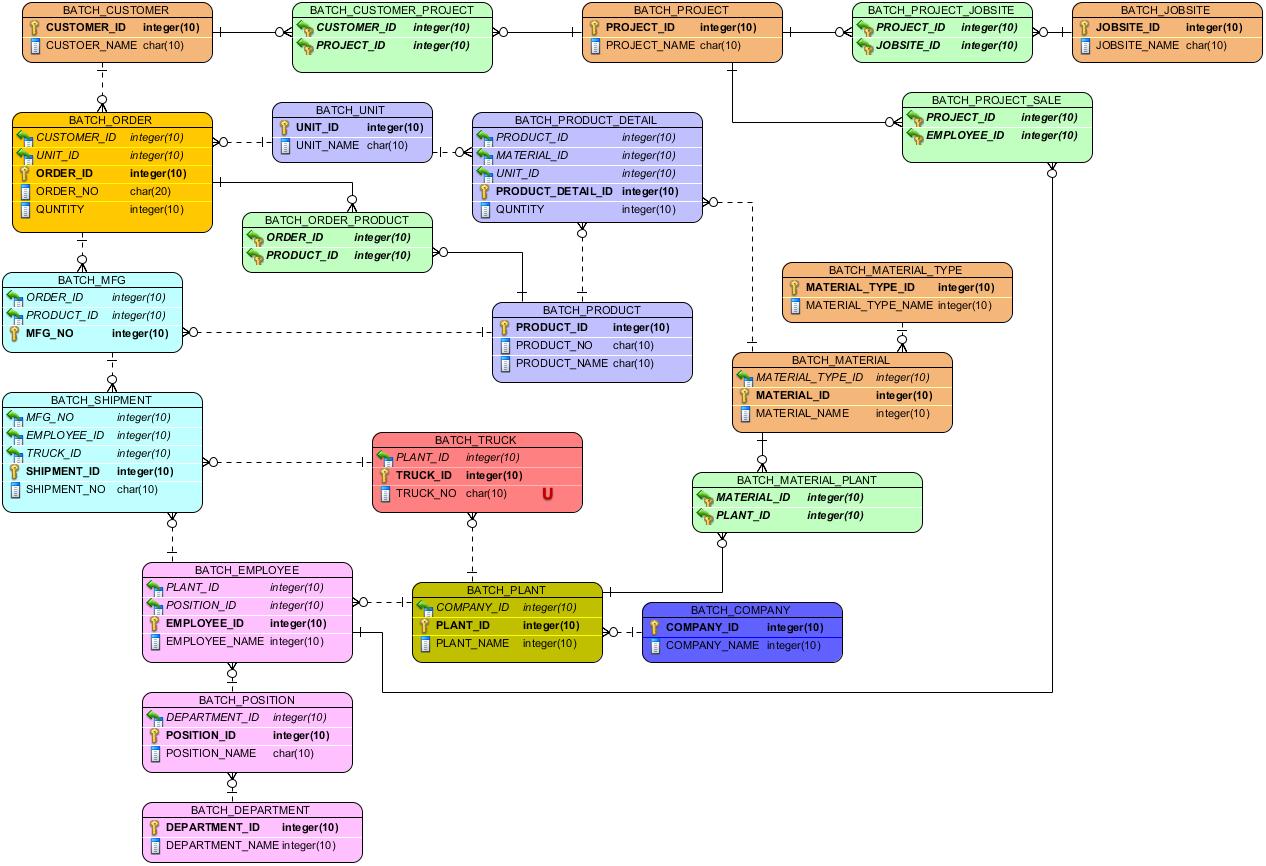 BATCH_CUSTOMER
CUSTOMER_ID integer(10)
CUSTOER_NAME char(10)
BATCH_CUSTOMER_PROJECT
CUSTOMER_ID integer(10)
PROJECT_ID integer(10)
BATCH_PROJECT
PROJECT_ID integer(10)
PROJECT_NAME char(10)
BATCH_PROJECT_JOBSITE
PROJECT_ID integer(10)
JOBSITE_ID integer(10)
BATCH_JOBSITE
JOBSITE_ID integer(10)
JOBSITE_NAME char(10)
BATCH_ORDER
CUSTOMER_ID integer(10)
UNIT_ID integer(10)
ORDER_ID integer(10)
ORDER_NO char(20)
QUNTITY integer(10)
BATCH_UNIT
UNIT_ID integer(10)
UNIT_NAME char(10)
BATCH_PRODUCT_DETAIL
PRODUCT_ID integer(10)
MATERIAL_ID integer(10)
UNIT_ID integer(10)
PRODUCT_DETAIL_ID integer(10)
QUNTITY integer(10)
BATCH_PROJECT_SALE
PROJECT_ID integer(10)
EMPLOYEE_ID integer(10)
BATCH_ORDER_PRODUCT
ORDER_ID integer(10)
PRODUCT_ID integer(10)
BATCH_MFG
ORDER_ID integer(10)
PRODUCT_ID integer(10)
MFG_NO integer(10)
BATCH_PRODUCT
PRODUCT_ID integer(10)
PRODUCT_NO char(10)
PRODUCT_NAME char(10)
BATCH_MATERIAL_TYPE
MATERIAL_TYPE_ID integer(10)
MATERIAL_TYPE_NAME integer(10)
BATCH_MATERIAL
MATERIAL_TYPE_ID integer(10)
MATERIAL_ID integer(10)
MATERIAL_NAME integer(10)
BATCH_SHIPMENT
MFG_NO integer(10)
EMPLOYEE_ID integer(10)
TRUCK_ID integer(10)
SHIPMENT_ID integer(10)
SHIPMENT_NO char(10)
BATCH_TRUCK
PLANT_ID integer(10)
TRUCK_ID integer(10)
TRUCK_NO char(10) U
BATCH_MATERIAL_PLANT
MATERIAL_ID integer(10)
PLANT_ID integer(10)
BATCH_EMPLOYEE
PLANT_ID integer(10)
POSITION_ID integer(10)
EMPLOYEE_ID integer(10)
EMPLOYEE_NAME integer(10)
BATCH_PLANT
COMPANY_ID integer(10)
PLANT_ID integer(10)
PLANT_NAME integer(10)
BATCH_COMPANY
COMPANY_ID integer(10)
COMPANY_NAME integer(10)
BATCH_POSITION
DEPARTMENT_ID integer(10)
POSITION_ID integer(10)
POSITION_NAME char(10)
BATCH_DEPARTMENT
DEPARTMENT_ID integer(10)
DEPARTMENT_NAME integer(10)